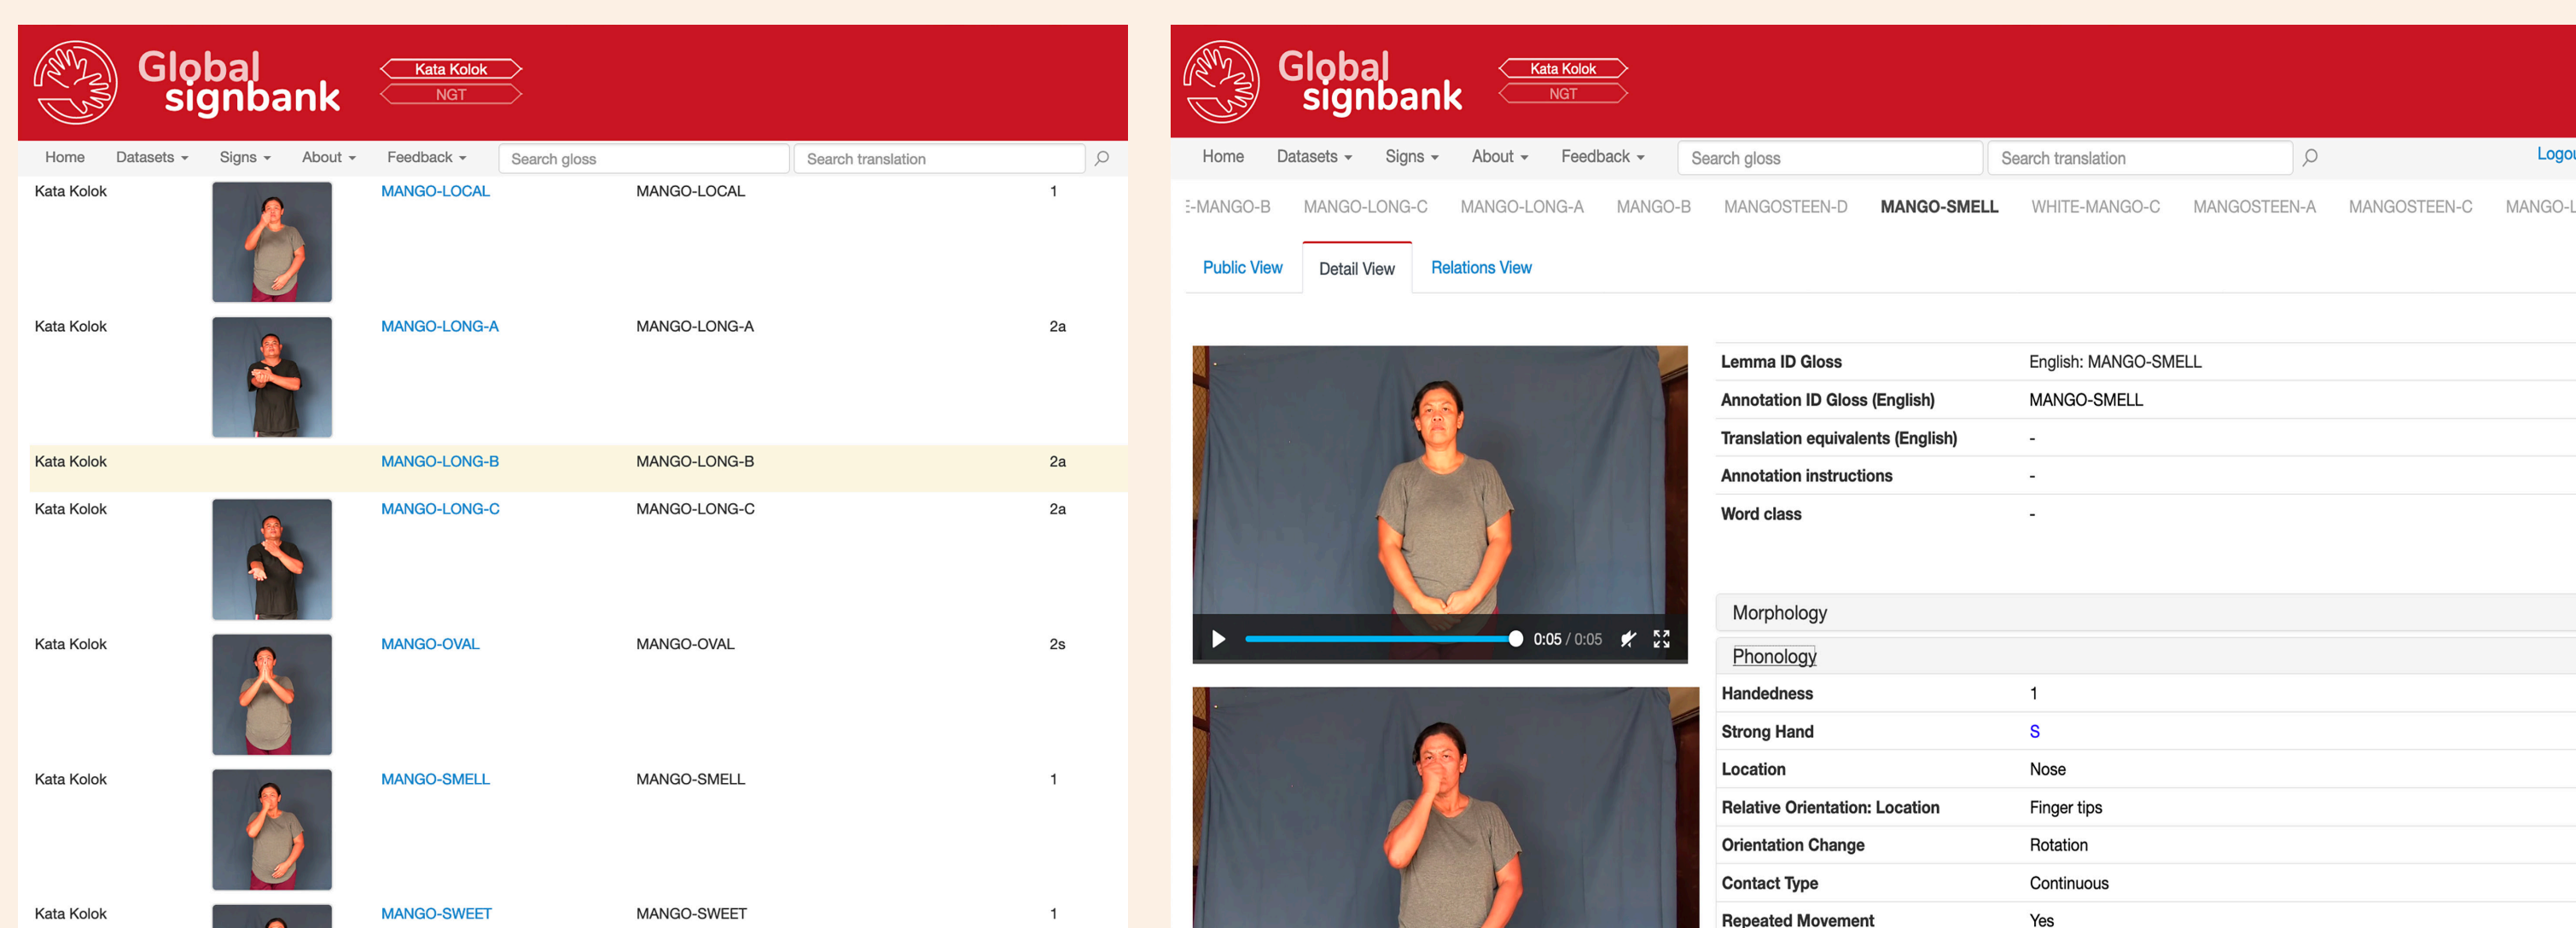 Global
signbank
Kata Kolok
NGT
Home Datasets Signs About Feedback Search gloss Search translation
Kata Kolok MANGO-LOCAL MANGO-LOCAL 1
Kata Kolok MANGO-LONG-A MANGO-LONG-A 2a
Kata Kolok MANGO-LONG-B MANGO-LONG-B 2a
Kata Kolok MANGO-LONG-C MANGO-LONG-C 2a
Kata Kolok MANGO-OVAL MANGO-OVAL 2s
Kata Kolok MANGO-SMELL MANGO-SMELL 1
Kata Kolok MANGO-SWEET MANGO-SWEET 1
Global
signbank
Kata Kolok
NGT
Home Datasets Signs About Feedback Search gloss Search translation Logou
E-MANGO-B MANGO-LONG-C MANGO-LONG-A MANGO-B MANGOSTEEN-D MANGO-SMELL WHITE-MANGO-C MANGOSTEEN-A MANGOSTEEN-C MANGO-L
Public View Detail View Relations View
0:05 / 0:05
Lemma ID Gloss English: MANGO-SMELL
Annotation ID Gloss (English) MANGO-SMELL
Translation equivalents (English) -
Annotation instructions -
Word class -
Morphology
Phonology
Handedness 1
Strong Hand S
Location Nose
Relative Orientation: Location Finger tips
Orientation Change Rotation
Contact Type Continuous
Repeated Movement Yes